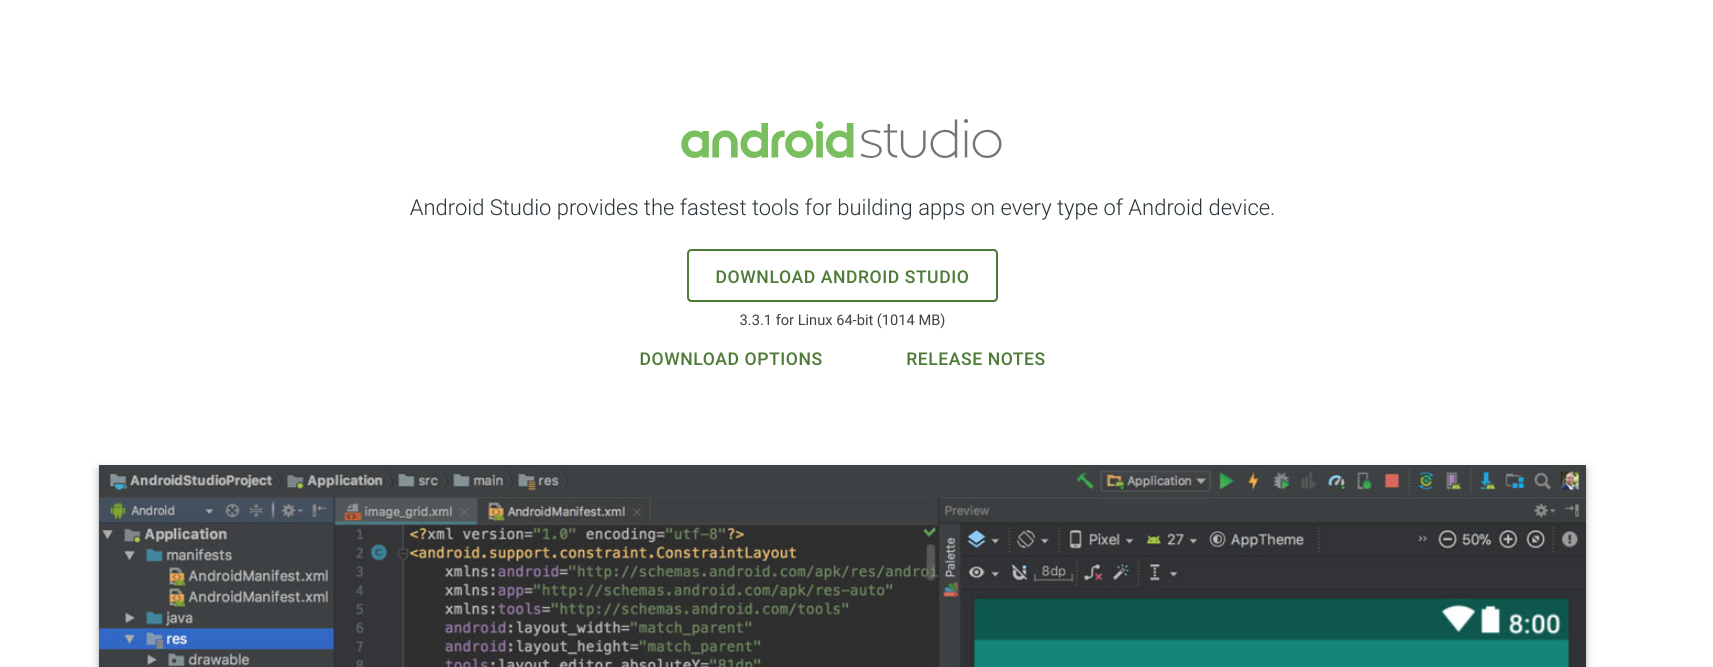 androidstudio
Android Studio provides the fastest tools for building apps on every type of Android device.
DOWNLOAD ANDROID STUDIO
3.3.1 for Linux 64-bit (1014 MB)
DOWNLOAD OPTIONS
RELEASE NOTES
AndroidStudioProject Application src main res
Application
Android
image_grid.xml
AndroidManifest.xml
Preview
Application
manifests
AndroidManifest.xml
AndroidManifest.xml
java
res
drawable
1 <?xml version="1.0" encoding="utf-8"?>
2 <android.support.constraint.ConstraintLayout
3 xmlns:android="http://schemas.android.com/apk/res/androi
4 xmlns:app="http://schemas.android.com/apk/res-auto"
5 xmlns:tools="http://schemas.android.com/tools"
6 android:layout_width="match_parent"
7 android:layout_height="match_parent"
8 tools:layout_editor_absoluteY="81dp"
Palette
Pixel 27 AppTheme
50%
8dp
8:00